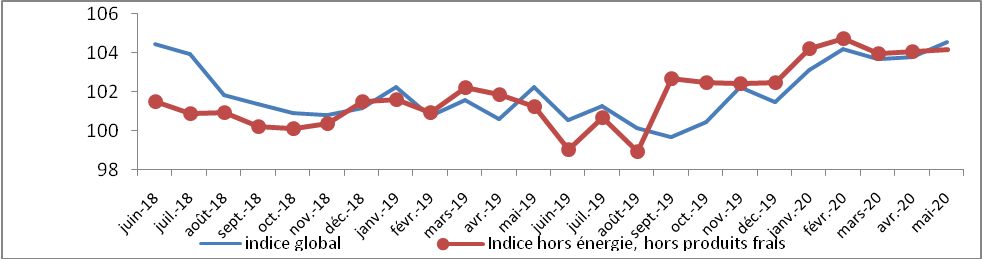 106
104
102
100
98
juin-18
juil.-18
août-18
sept.-18
oct.-18
nov.-18
déc.-18
janv.-19
févr.-19
mars-19
avr.-19
mai-19
juin-19
juil.-19
août-19
sept.-19
oct.-19
nov.-19
déc.-19
janv.-20
févr.-20
mars-20
avr.-20
mai-20
indice global
Indice hors énergie, hors produits frals